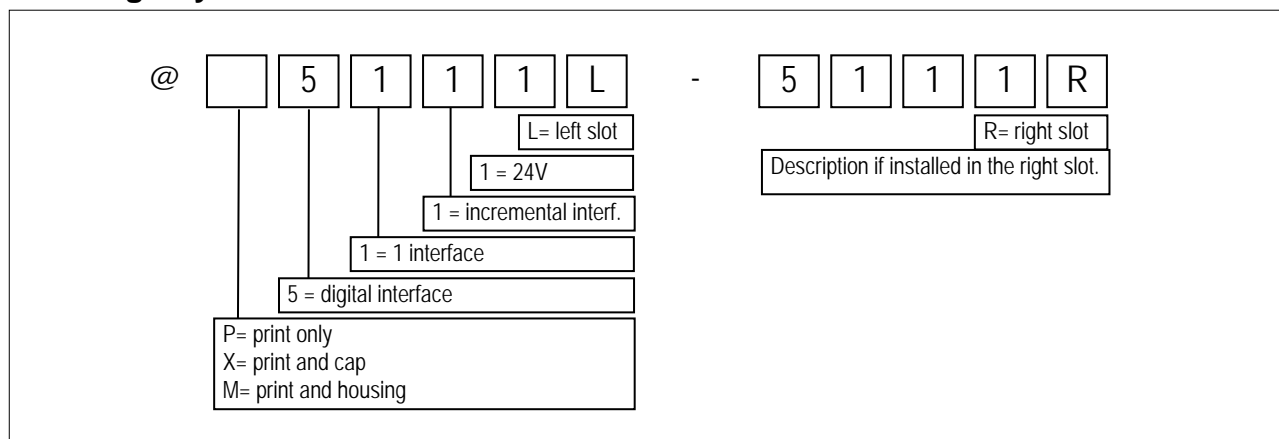 @ 5 1 1 1 L - 5 1 1 1 R
L= left slot
R= right slot
1 = 24V
Description if installed in the right slot.
1 = incremental interf.
1 = 1 interface
5 = digital interface
P= print only
X= print and cap
M= print and housing